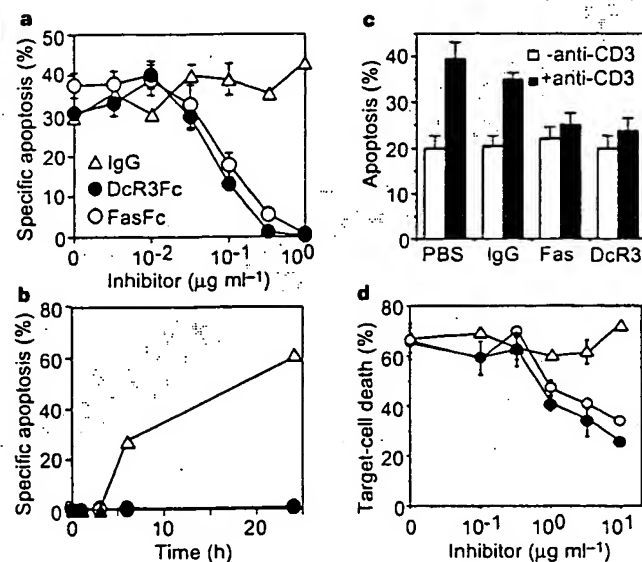 a
Specific apoptosis (%)
50
40
30
20
10
0
IgG
DcR3Fc
FasFc
0 10-2 10-1 100
Inhibitor (µg ml–1)
b
Specific apoptosis (%)
80
60
40
20
0
0 10 20
Time (h)
c
Apoptosis (%)
50
40
30
20
10
0
-anti-CD3
+anti-CD3
PBS IgG Fas DcR3
d
Target-cell death (%)
80
60
40
20
0
0 10-1 100 101
Inhibitor (µg ml–1)